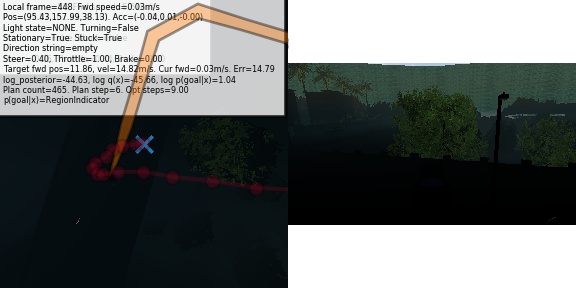 Local frame=448. Fwd speed=0.03m/s
Pos=(95.43,157.99,38.13). Acc=(-0.04,0.01,-0.00)
Light state=NONE. Turning=False
Stationary=True. Stuck=True
Direction string=empty
Steer=0.40, Throttle=1.00, Brake=0.00
Target fwd pos=11.86, vel=14.82m/s. Cur fwd=0.03m/s. Err=14.79
log_posterior=-44.63, log q(x)=-45.66, log p(goal|x)=1.04
Plan count=465. Plan step=6. Opt steps=9.00
p(goal|x)=RegionIndicator